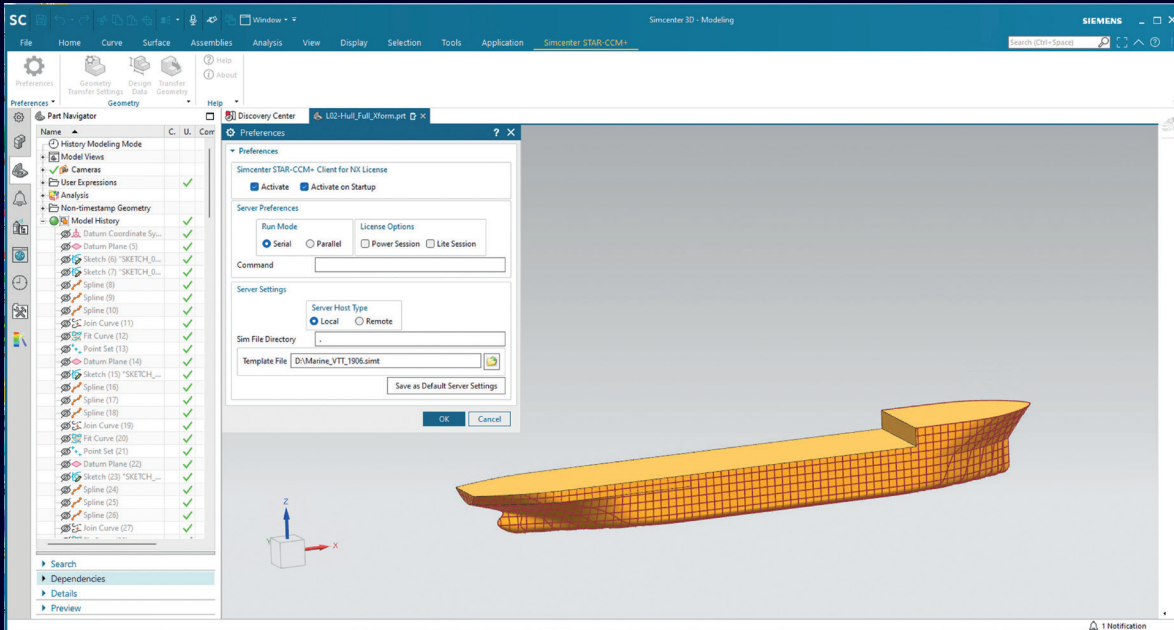 SC
Window
Simcenter 3D - Modeling
SIEMENS
File Home Curve Surface Assemblies Analysis View Display Selection Tools Application Simcenter STAR-CCM+
Search (Ctrl+Space)
Preferences
Geometry Transfer Settings
Design Data
Transfer Geometry
Help
About
Preferences Geometry Help
Part Navigator
Discovery Center
L02-Hull_Full_Xform.prt
Name C. U. Com
History Modeling Mode
Model Views
Cameras
User Expressions
Analysis
Non-timestamp Geometry
Model History
Datum Coordinate Sy...
Datum Plane (5)
Sketch (6) "SKETCH_0...
Sketch (7) "SKETCH_0...
Spline (8)
Spline (9)
Spline (10)
Join Curve (11)
Fit Curve (12)
Point Set (13)
Datum Plane (14)
Sketch (15) "SKETCH_...
Spline (16)
Spline (17)
Spline (18)
Join Curve (19)
Fit Curve (20)
Point Set (21)
Datum Plane (22)
Sketch (23) "SKETCH_...
Spline (24)
Spline (25)
Spline (26)
Join Curve (27)
Search
Dependencies
Details
Preview
Preferences ? X
Preferences
Simcenter STAR-CCM+ Client for NX License
Activate Activate on Startup
Server Preferences
Run Mode License Options
Serial Parallel Power Session Lite Session
Command
Server Settings
Server Host Type
Local Remote
Sim File Directory .
Template File D:\Marine_VTT_1906.simt
Save as Default Server Settings
OK Cancel
Z
X
1 Notification